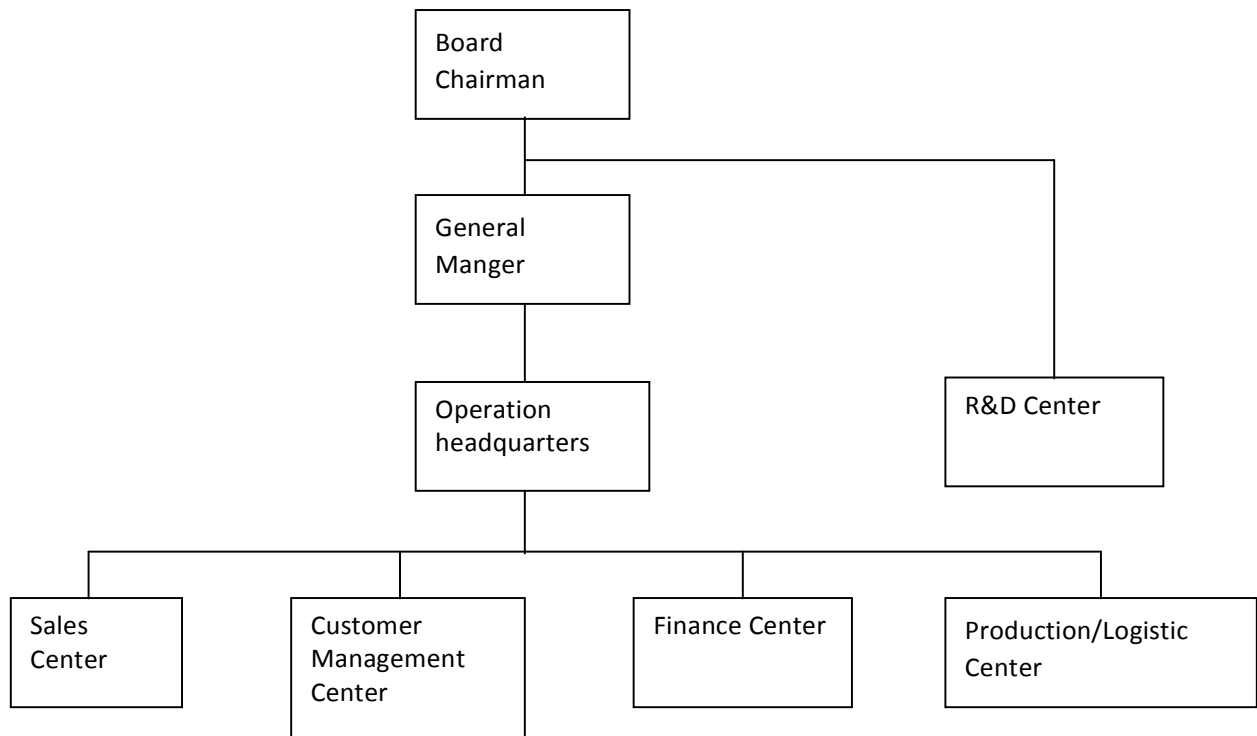 Board
Chairman
General
Manger
Operation
headquarters
R&D Center
Sales
Center
Customer
Management
Center
Finance Center
Production/Logistic
Center